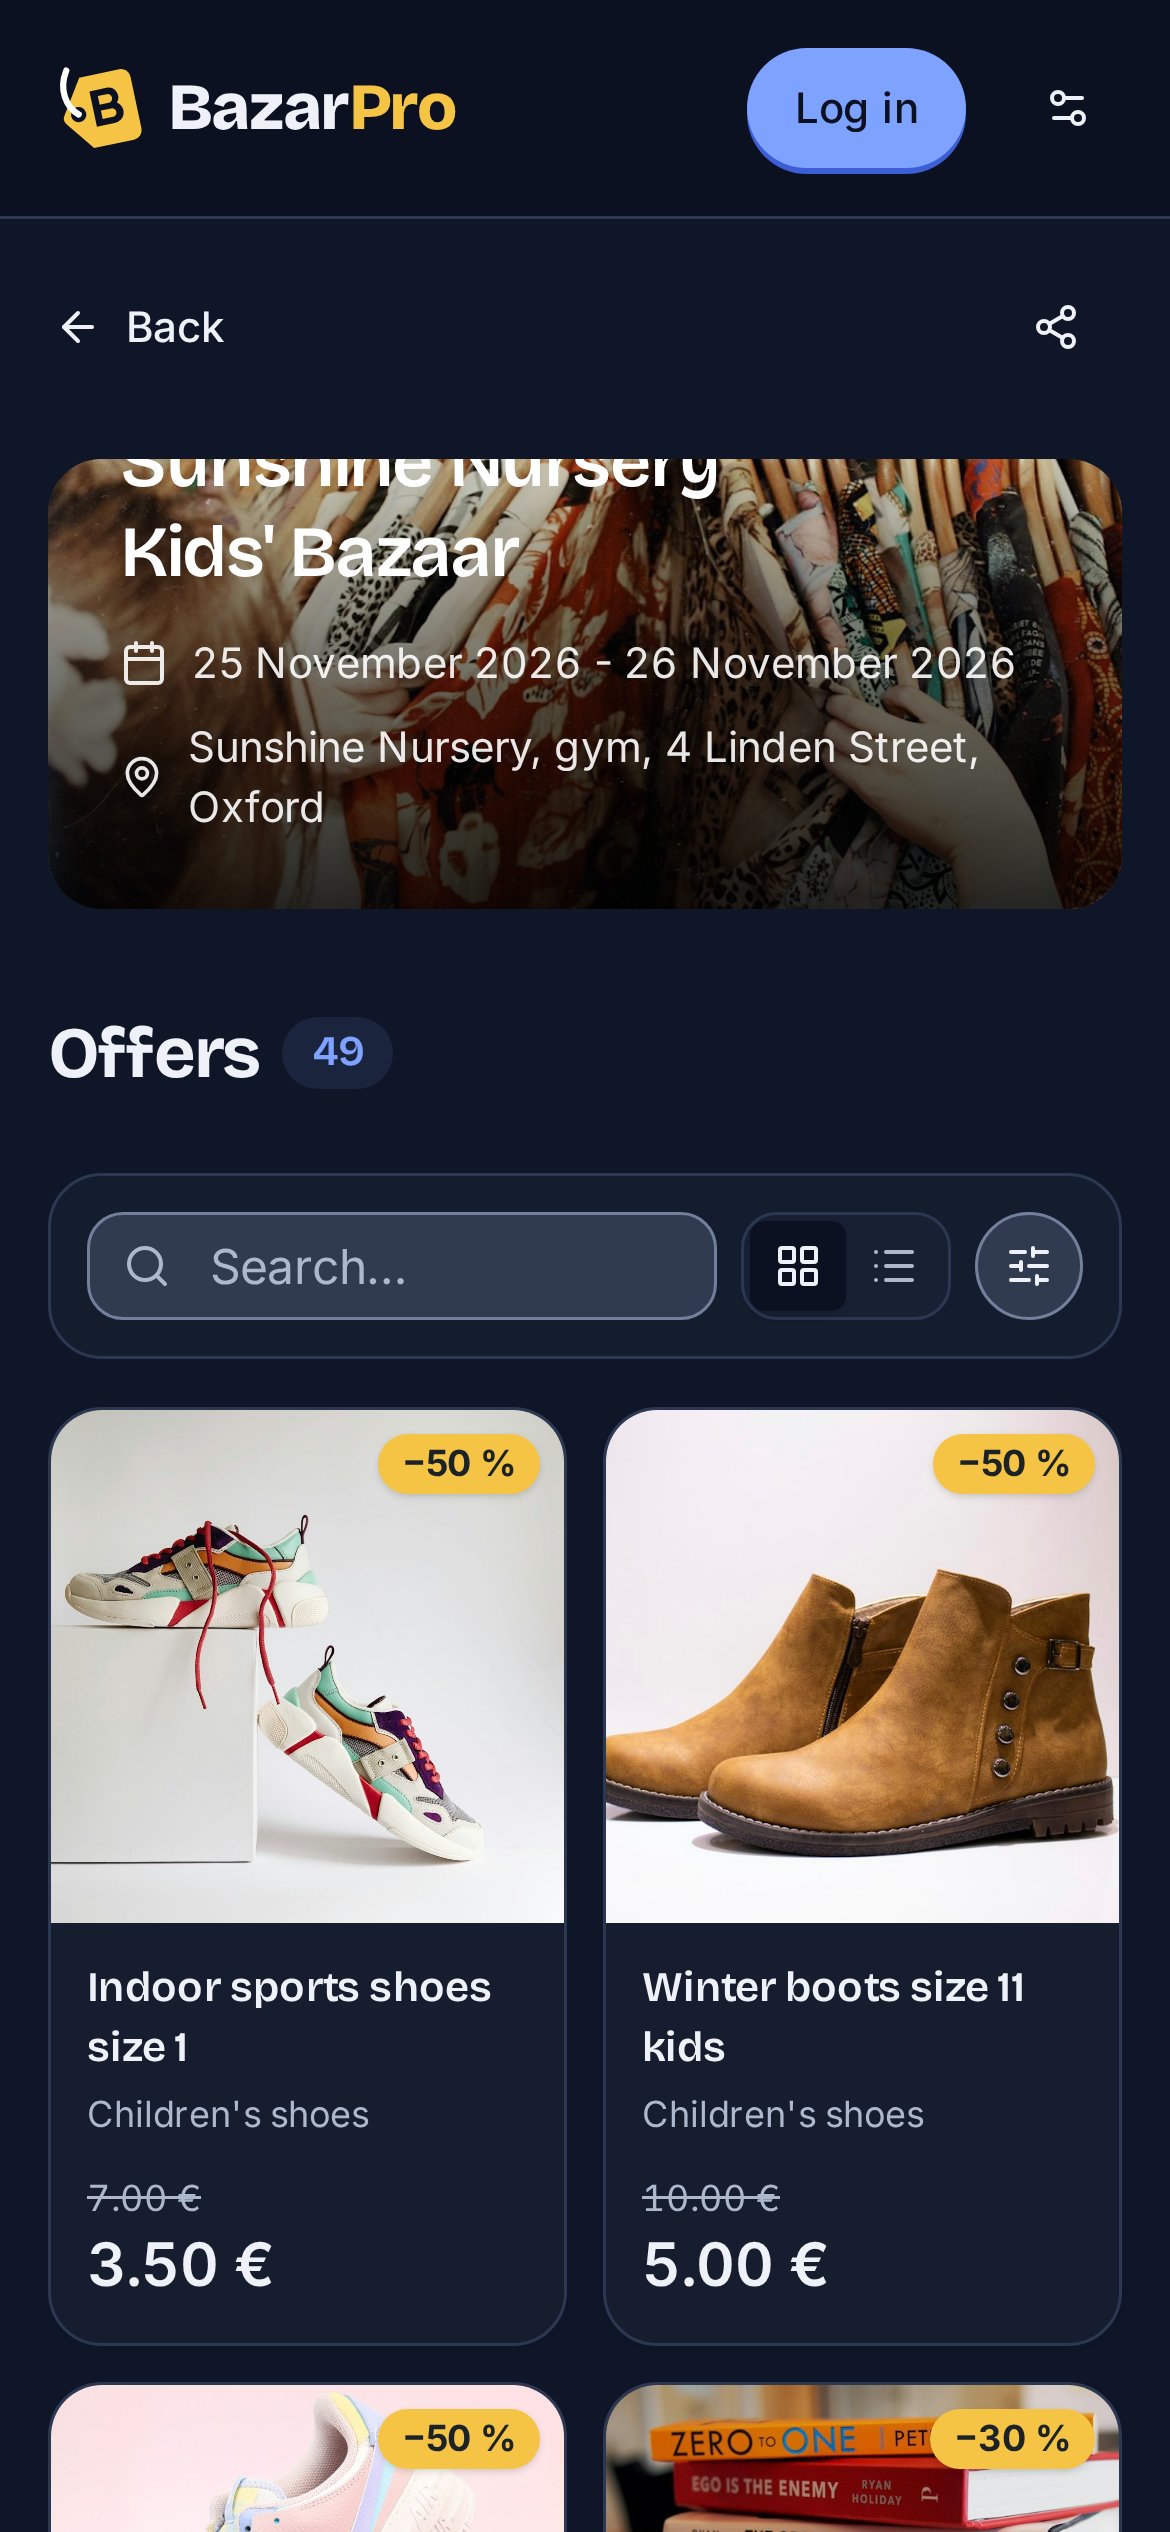 B BazarPro
Log in
Back
Sunshine Nursery
Kids' Bazaar
25 November 2026 - 26 November 2026
Sunshine Nursery, gym, 4 Linden Street,
Oxford
Offers 49
Search...
−50 %
−50 %
Indoor sports shoes
size 1
Children's shoes
7.00 €
3.50 €
Winter boots size 11
kids
Children's shoes
10.00 €
5.00 €
−50 %
−30 %
ZERO TO ONE
EGO IS THE ENEMY RYAN HOLIDAY